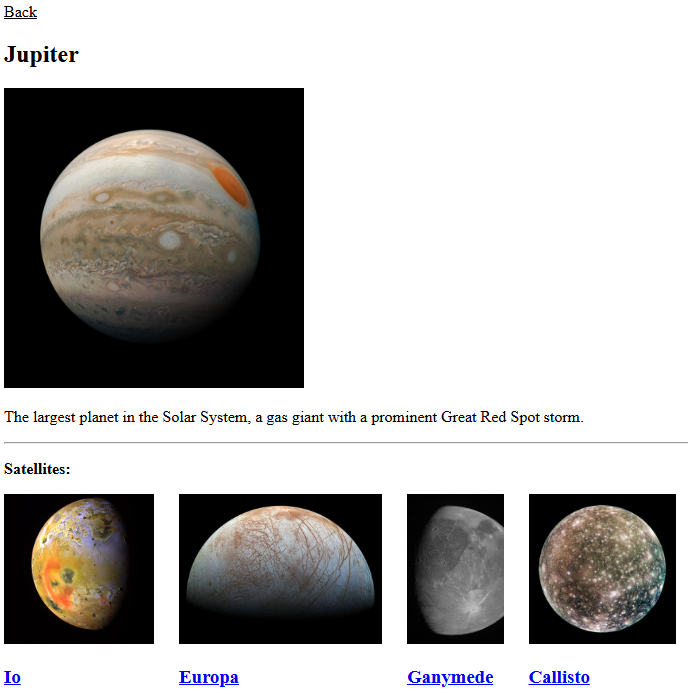 Back
Jupiter
The largest planet in the Solar System, a gas giant with a prominent Great Red Spot storm.
Satellites:
Io
Europa
Ganymede
Callisto